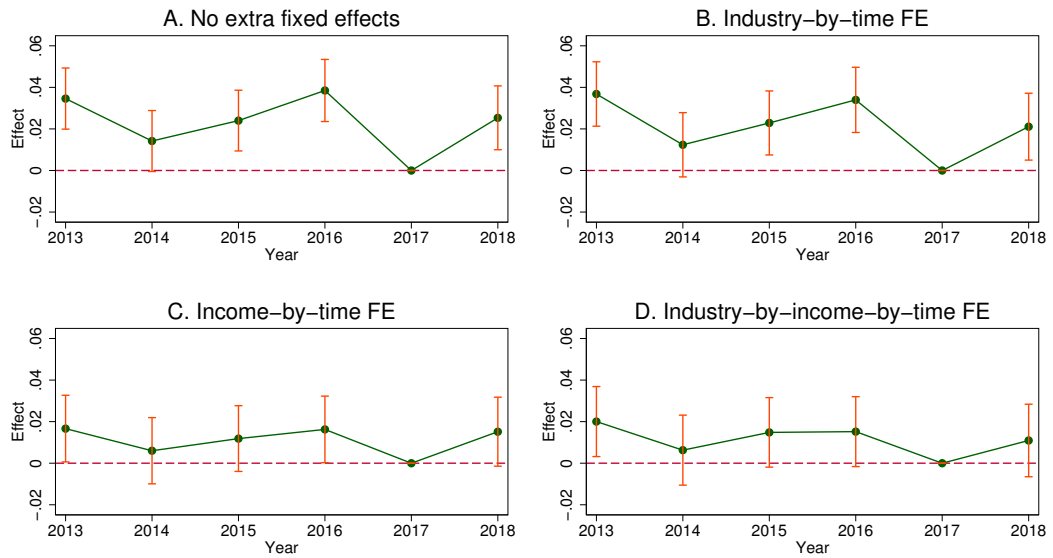 A. No extra fixed effects
Effect
.06
.04
.02
0
-.02
2013 2014 2015 2016 2017 2018
Year
B. Industry-by-time FE
Effect
.06
.04
.02
0
-.02
2013 2014 2015 2016 2017 2018
Year
C. Income-by-time FE
Effect
.06
.04
.02
0
-.02
2013 2014 2015 2016 2017 2018
Year
D. Industry-by-income-by-time FE
Effect
.06
.04
.02
0
-.02
2013 2014 2015 2016 2017 2018
Year